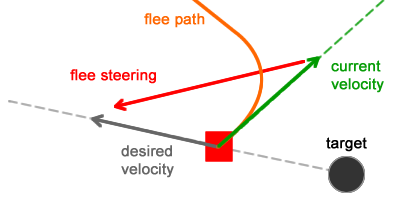 flee path
flee steering
current
velocity
target
desired
velocity